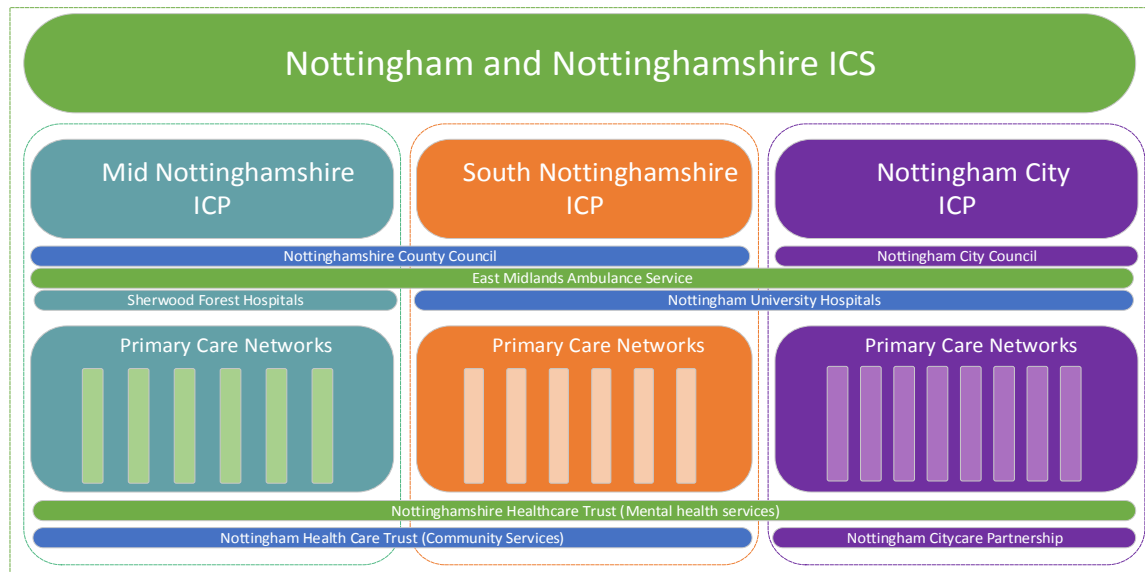 Nottingham and Nottinghamshire ICS
Mid Nottinghamshire
ICP
South Nottinghamshire
ICP
Nottingham City
ICP
Nottinghamshire County Council
Nottingham City Council
East Midlands Ambulance Service
Sherwood Forest Hospitals
Nottingham University Hospitals
Primary Care Networks
Primary Care Networks
Primary Care Networks
Nottinghamshire Healthcare Trust (Mental health services)
Nottingham Health Care Trust (Community Services)
Nottingham Citycare Partnership